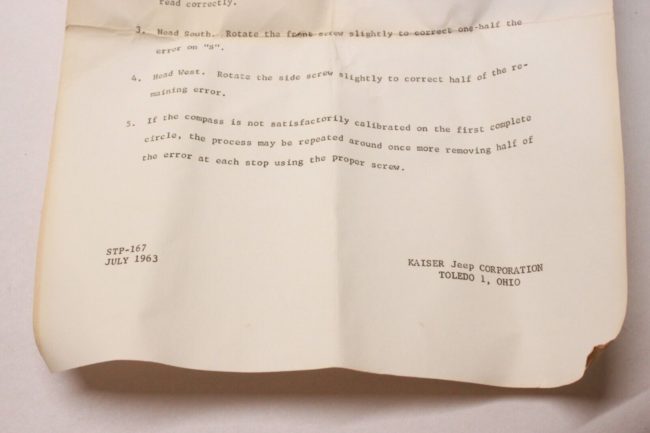 read correctly.
3. Head South. Rotate the front screw slightly to correct one-half the
error on "S".
4. Head West. Rotate the side screw slightly to correct half of the re-
maining error.
5. If the compass is not satisfactorily calibrated on the first complete
circle, the process may be repeated around once more removing half of
the error at each stop using the proper screw.
STP-167
JULY 1963
KAISER Jeep CORPORATION
TOLEDO 1, OHIO